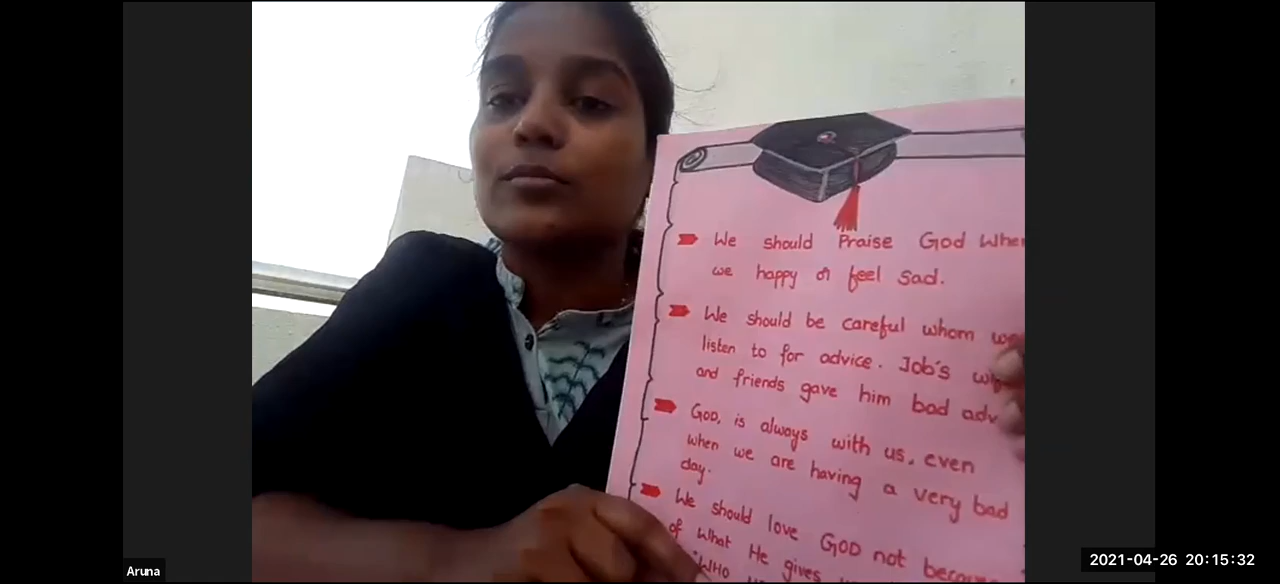 We should Praise God When
we happy or feel sad.
We should be careful whom we
listen to for advice. Job's
and friends gave him bad
God, is always with us, even
when we are having a very bad
day.
We should love GOD not
of what He gives
WHO
Aruna
2021-04-26 20:15:32